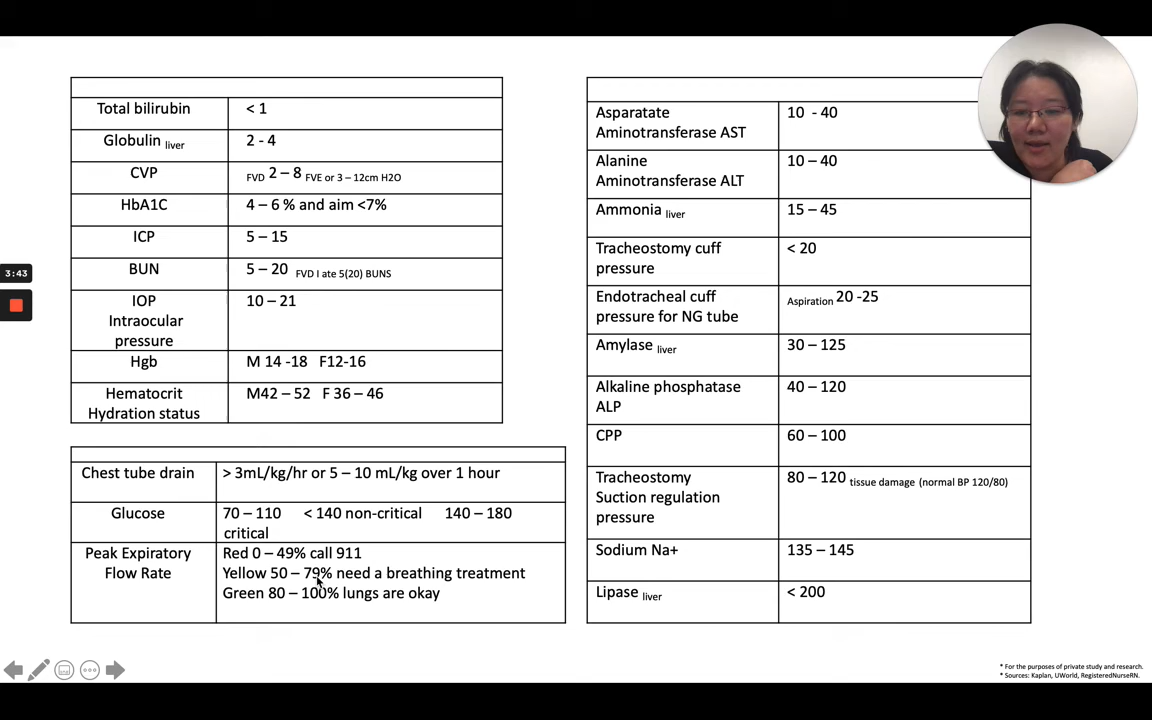 Total bilirubin < 1
Globulin liver 2 - 4
CVP FVD 2 – 8 FVE or 3 – 12cm H2O
HbA1C 4 – 6 % and aim <7%
ICP 5 – 15
BUN 5 – 20 FVD I ate 5(20) BUNS
IOP 10 – 21
Intraocular
pressure
Hgb M 14 -18 F12-16
Hematocrit M42 – 52 F 36 – 46
Hydration status
Chest tube drain > 3mL/kg/hr or 5 – 10 mL/kg over 1 hour
Glucose 70 – 110 < 140 non-critical 140 – 180
critical
Peak Expiratory Red 0 – 49% call 911
Flow Rate Yellow 50 – 79% need a breathing treatment
Green 80 – 100% lungs are okay
Asparatate 10 - 40
Aminotransferase AST
Alanine 10 – 40
Aminotransferase ALT
Ammonia liver 15 – 45
Tracheostomy cuff < 20
pressure
Endotracheal cuff Aspiration 20 -25
pressure for NG tube
Amylase liver 30 – 125
Alkaline phosphatase 40 – 120
ALP
CPP 60 – 100
Tracheostomy 80 – 120 tissue damage (normal BP 120/80)
Suction regulation
pressure
Sodium Na+ 135 – 145
Lipase liver < 200
3:43
* For the purposes of private study and research.
* Sources: Kaplan, UWorld, RegisteredNurseRN.